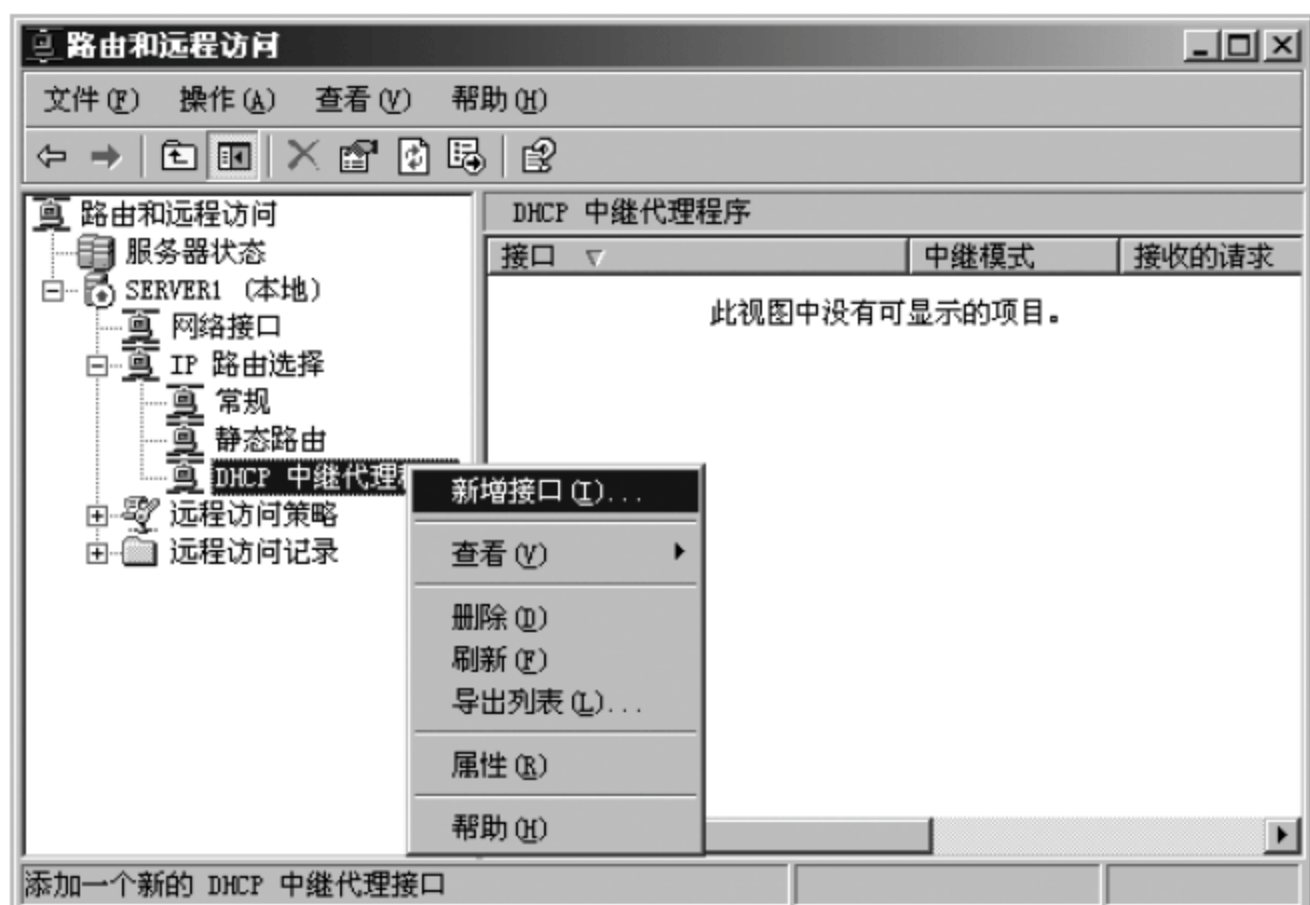 路由和远程访问
文件(F) 操作(A) 查看(V) 帮助(H)
路由和远程访问
服务器状态
SERVER1 (本地)
网络接口
IP 路由选择
常规
静态路由
DHCP 中继代理
远程访问策略
远程访问记录
DHCP 中继代理程序
接口 中继模式 接收的请求
此视图中没有可显示的项目。
新增接口(I)...
查看(V)
删除(D)
刷新(F)
导出列表(L)...
属性(R)
帮助(H)
添加一个新的 DHCP 中继代理接口